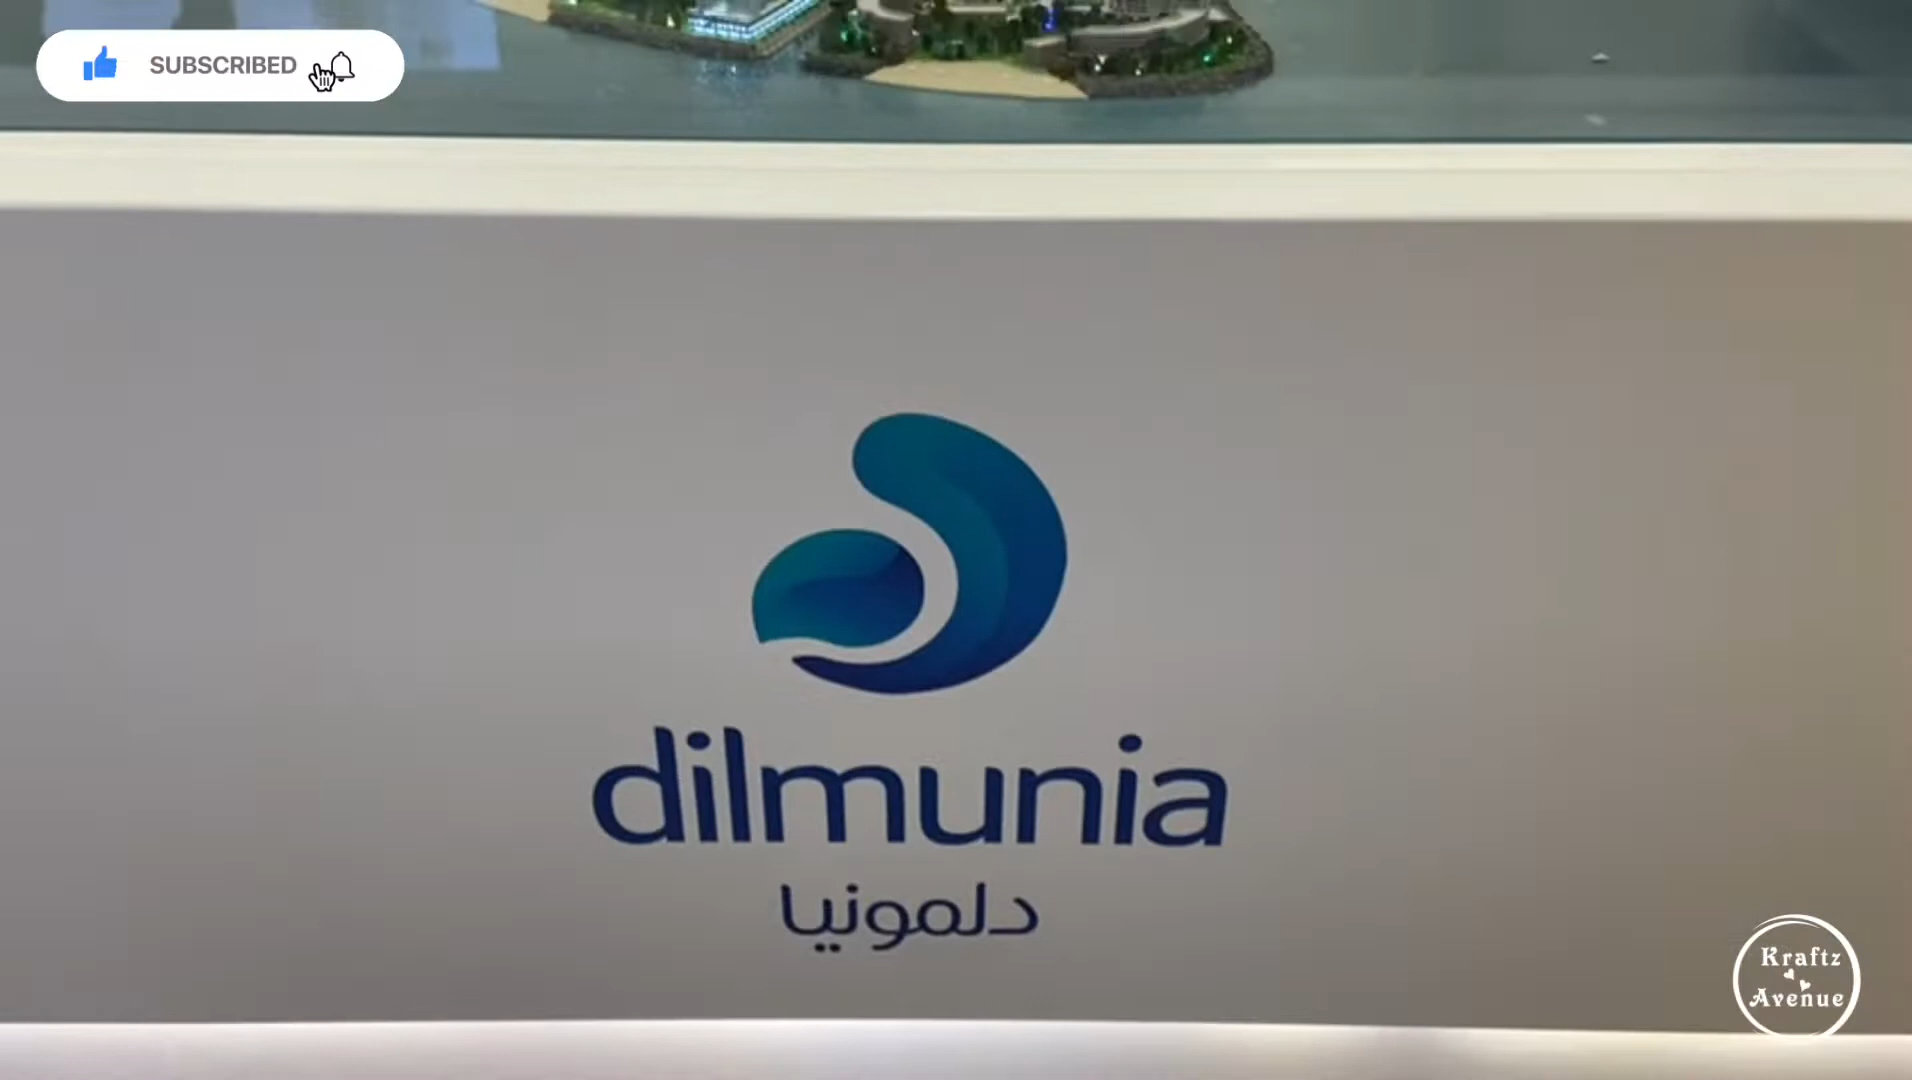 SUBSCRIBED
dilmunia
دلمونيا
Kraftz
Avenue